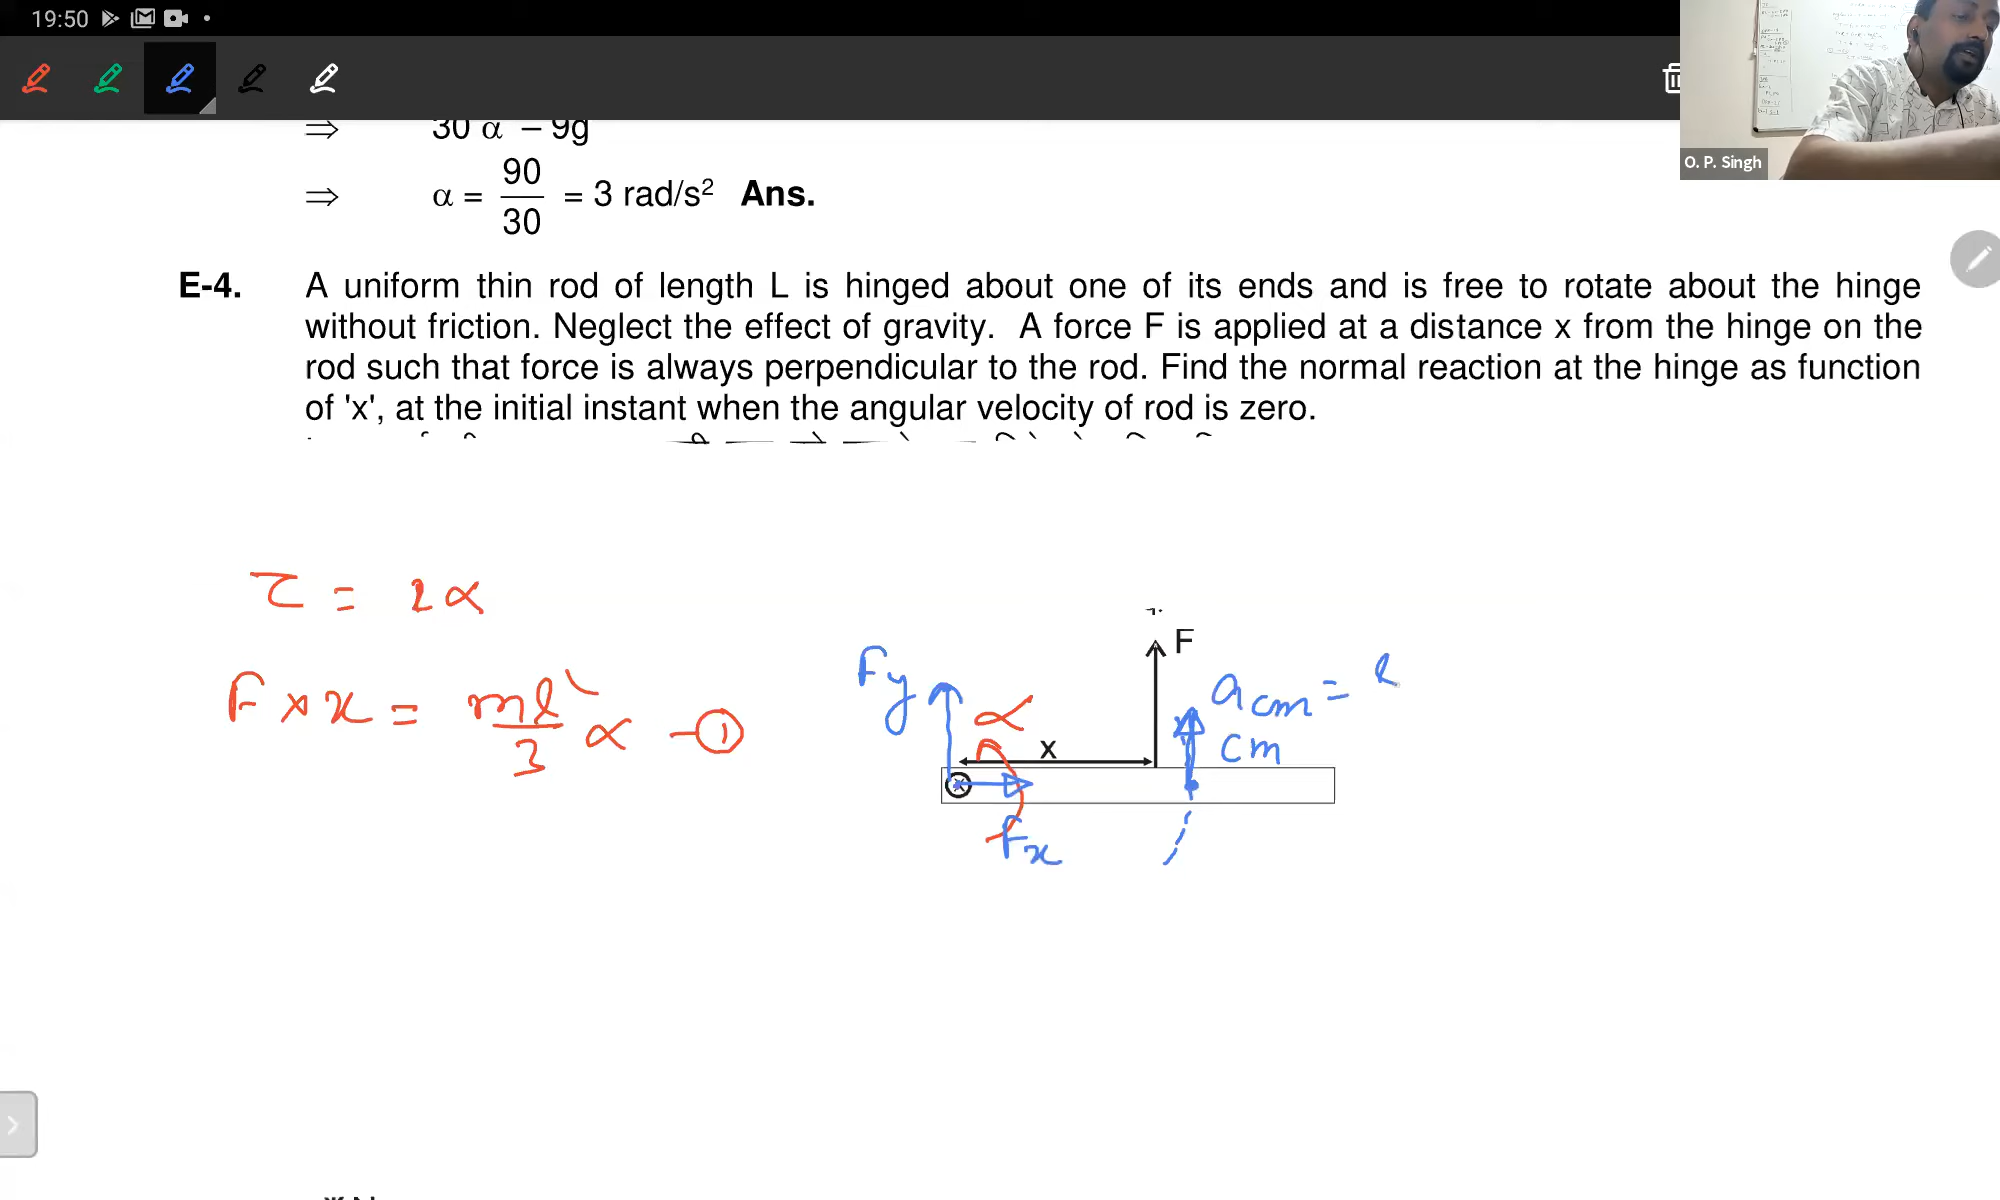 19:50
O. P. Singh
⇒ 30 α – 9g
⇒ α = 90/30 = 3 rad/s² Ans.
E-4. A uniform thin rod of length L is hinged about one of its ends and is free to rotate about the hinge
without friction. Neglect the effect of gravity. A force F is applied at a distance x from the hinge on the
rod such that force is always perpendicular to the rod. Find the normal reaction at the hinge as function
of 'x', at the initial instant when the angular velocity of rod is zero.
τ = Iα
F × x = ml²/3 α –①
Fy
α
x
F
acm = l
cm
Fx